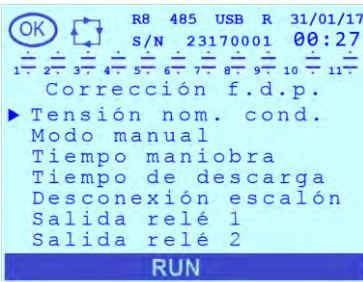 OK R8 485 USB R 31/01/17
S/N 23170001 00:27
1 2 3 4 5 6 7 8 9 10 11
Corrección f.d.p.
Tensión nom. cond.
Modo manual
Tiempo maniobra
Tiempo de descarga
Desconexión escalón
Salida relé 1
Salida relé 2
RUN